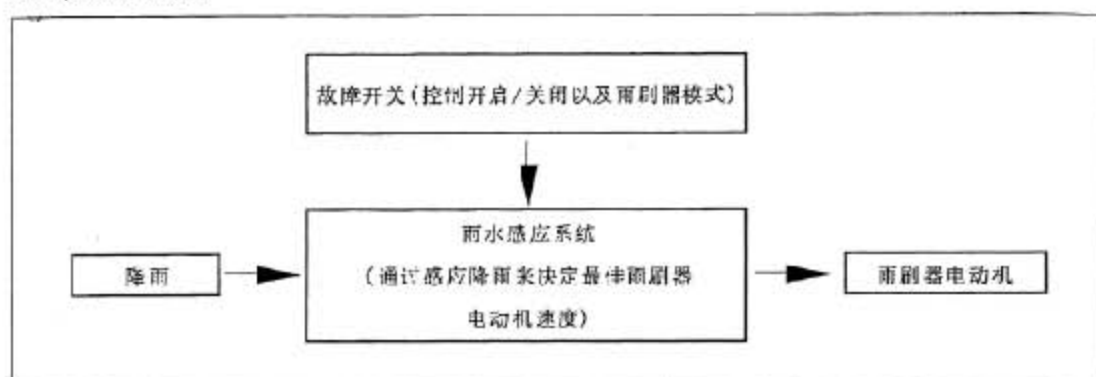 故障开关(控制开启/关闭以及雨刷器模式)
雨水感应系统
降雨
(通过感应降雨来决定最佳雨刷器
雨刷器电动机
电动机速度)